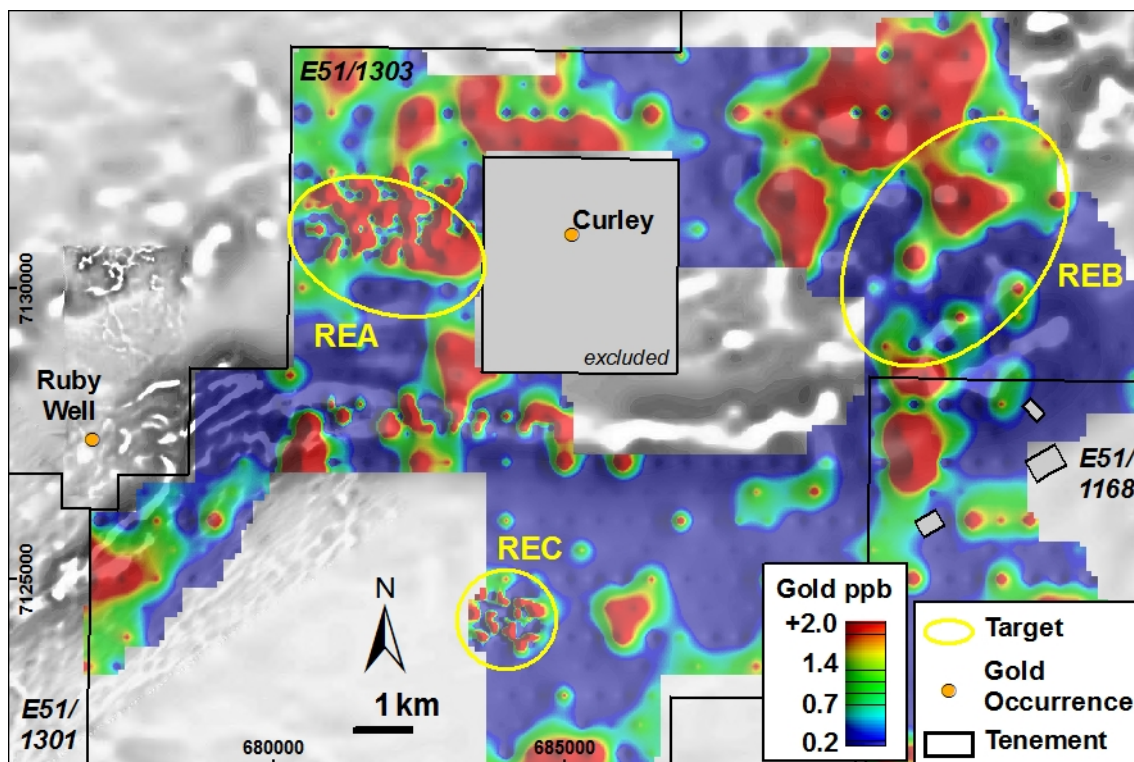 E51/1303
Curley
7130000
REA
REB
excluded
Ruby
Well
E51/
1168
REC
7125000
N
1 km
E51/
1301
680000
685000
Gold ppb
+2.0
1.4
0.7
0.2
Target
Gold
Occurrence
Tenement